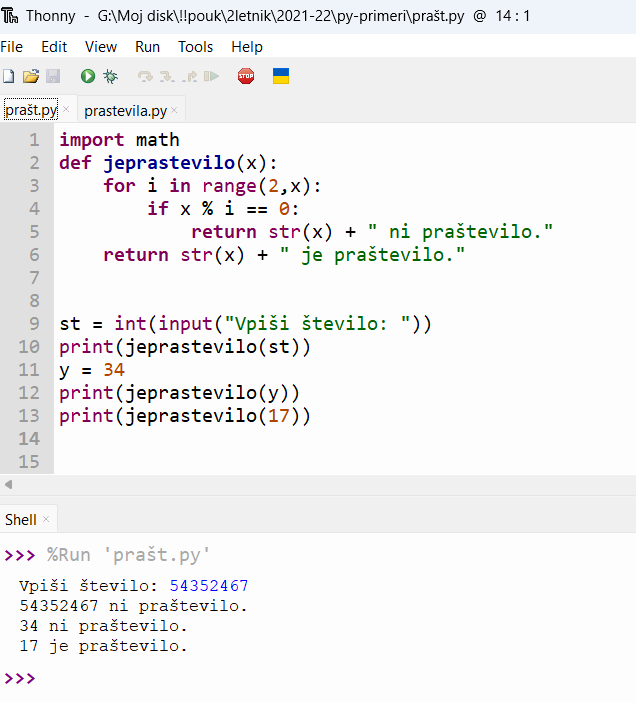 Thonny - G:\Moj disk\!!pouk\2letnik\2021-22\py-primeri\prašt.py @ 14 : 1
File Edit View Run Tools Help
STOP
prašt.py × prastevila.py ×
1 import math
2 def jeprastevilo(x):
3     for i in range(2,x):
4         if x % i == 0:
5             return str(x) + " ni praštevilo."
6     return str(x) + " je praštevilo."
7
8
9 st = int(input("Vpiši število: "))
10 print(jeprastevilo(st))
11 y = 34
12 print(jeprastevilo(y))
13 print(jeprastevilo(17))
14
15
Shell ×
>>> %Run 'prašt.py'
Vpiši število: 54352467
54352467 ni praštevilo.
34 ni praštevilo.
17 je praštevilo.
>>>